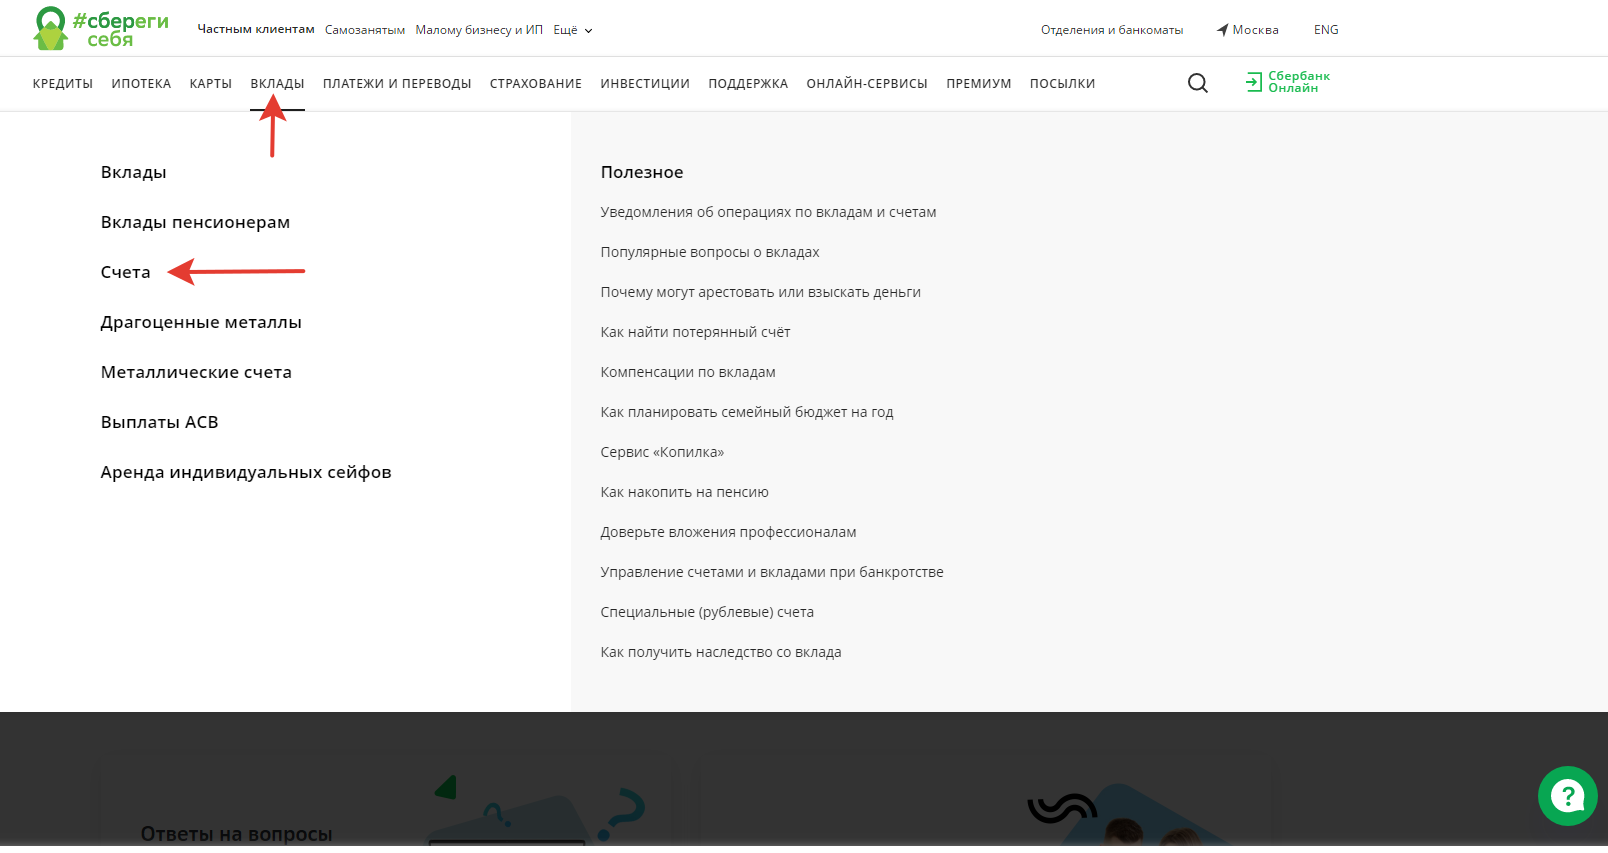 #сбереги
себя
Частным клиентам Самозанятым Малому бизнесу и ИП Ещё
Отделения и банкоматы Москва ENG
КРЕДИТЫ ИПОТЕКА КАРТЫ ВКЛАДЫ ПЛАТЕЖИ И ПЕРЕВОДЫ СТРАХОВАНИЕ ИНВЕСТИЦИИ ПОДДЕРЖКА ОНЛАЙН-СЕРВИСЫ ПРЕМИУМ ПОСЫЛКИ
Сбербанк
Онлайн
Вклады
Вклады пенсионерам
Счета
Драгоценные металлы
Металлические счета
Выплаты АСВ
Аренда индивидуальных сейфов
Полезное
Уведомления об операциях по вкладам и счетам
Популярные вопросы о вкладах
Почему могут арестовать или взыскать деньги
Как найти потерянный счёт
Компенсации по вкладам
Как планировать семейный бюджет на год
Сервис «Копилка»
Как накопить на пенсию
Доверьте вложения профессионалам
Управление счетами и вкладами при банкротстве
Специальные (рублевые) счета
Как получить наследство со вклада
Ответы на вопросы
?